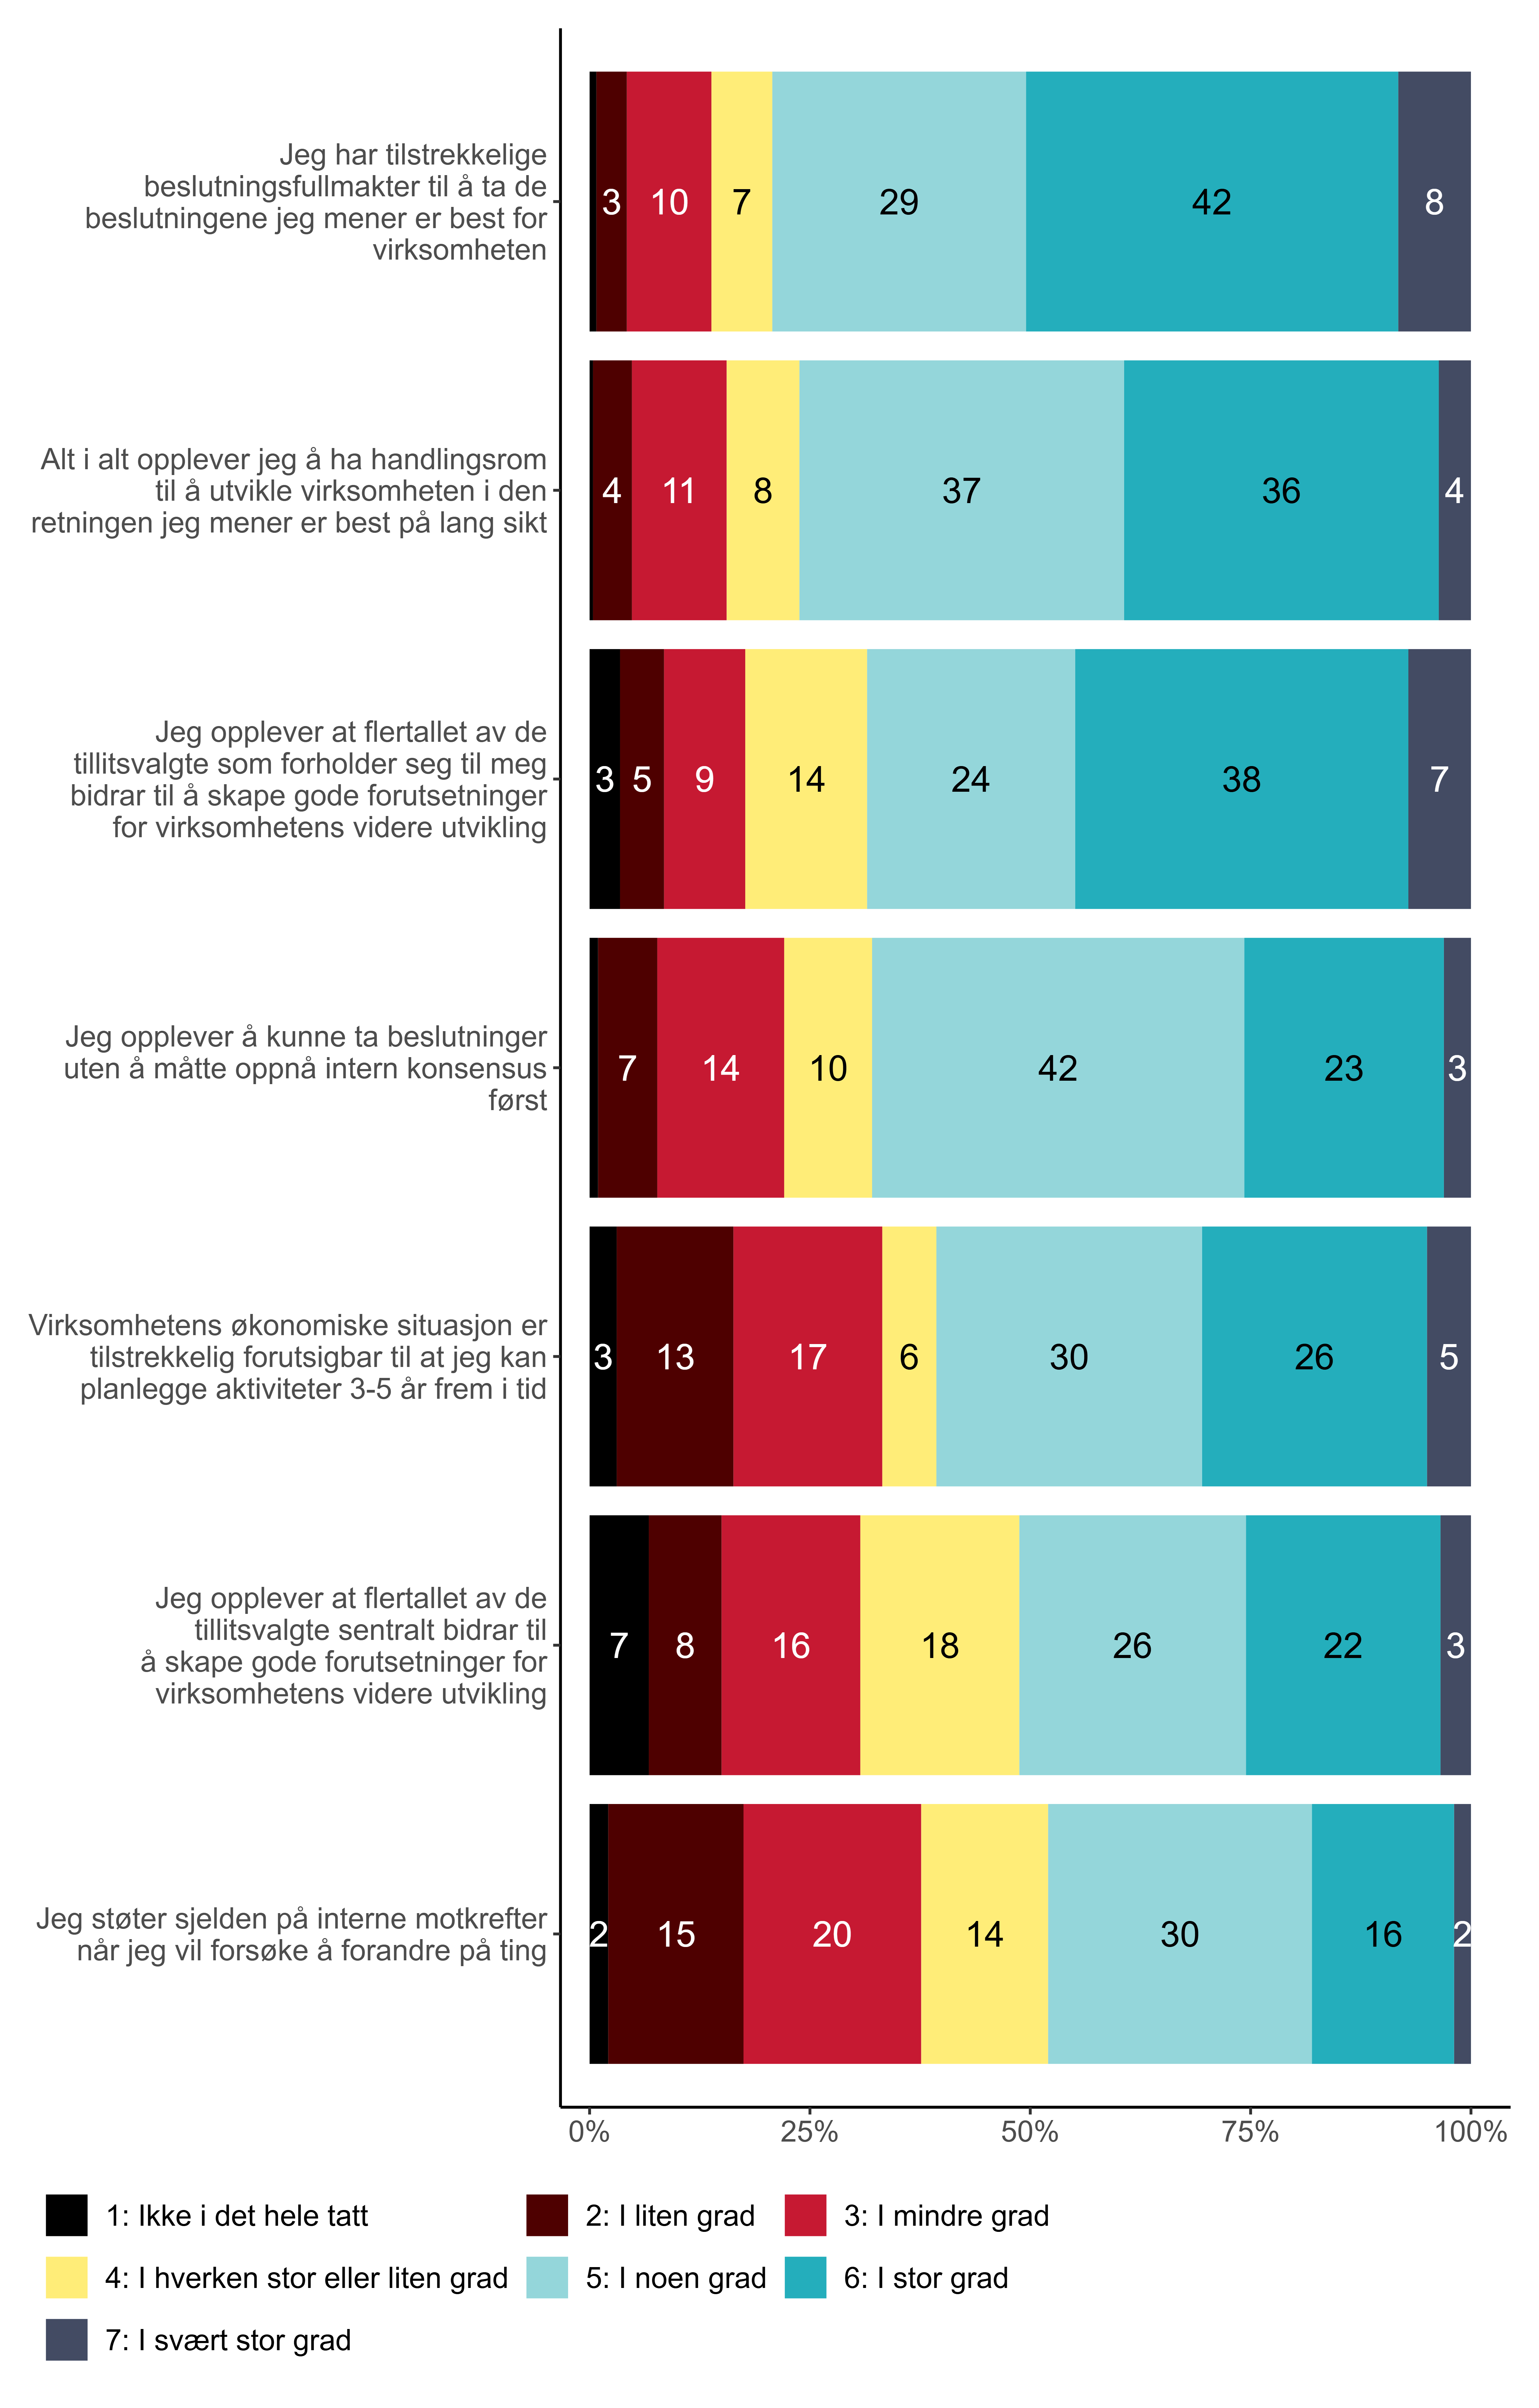 Jeg har tilstrekkelige
beslutningsfullmakter til å ta de
beslutningene jeg mener er best for
virksomheten
3 10 7 29 42 8
Alt i alt opplever jeg å ha handlingsrom
til å utvikle virksomheten i den
retningen jeg mener er best på lang sikt
4 11 8 37 36 4
Jeg opplever at flertallet av de
tillitsvalgte som forholder seg til meg
bidrar til å skape gode forutsetninger
for virksomhetens videre utvikling
3 5 9 14 24 38 7
Jeg opplever å kunne ta beslutninger
uten å måtte oppnå intern konsensus
først
7 14 10 42 23 3
Virksomhetens økonomiske situasjon er
tilstrekkelig forutsigbar til at jeg kan
planlegge aktiviteter 3-5 år frem i tid
3 13 17 6 30 26 5
Jeg opplever at flertallet av de
tillitsvalgte sentralt bidrar til
å skape gode forutsetninger for
virksomhetens videre utvikling
7 8 16 18 26 22 3
Jeg støter sjelden på interne motkrefter
når jeg vil forsøke å forandre på ting
2 15 20 14 30 16 2
0% 25% 50% 75% 100%
1: Ikke i det hele tatt 2: I liten grad 3: I mindre grad
4: I hverken stor eller liten grad 5: I noen grad 6: I stor grad
7: I svært stor grad